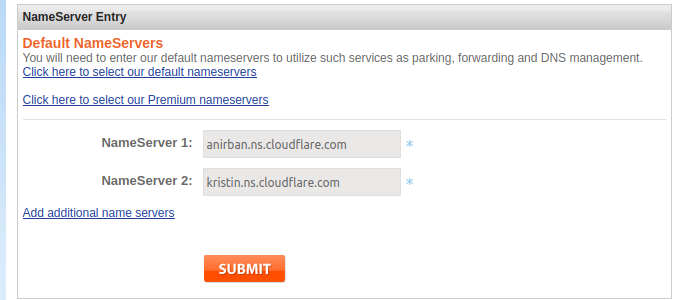 NameServer Entry
Default NameServers
You will need to enter our default nameservers to utilize such services as parking, forwarding and DNS management.
Click here to select our default nameservers
Click here to select our Premium nameservers
NameServer 1: anirban.ns.cloudflare.com *
NameServer 2: kristin.ns.cloudflare.com *
Add additional name servers
SUBMIT